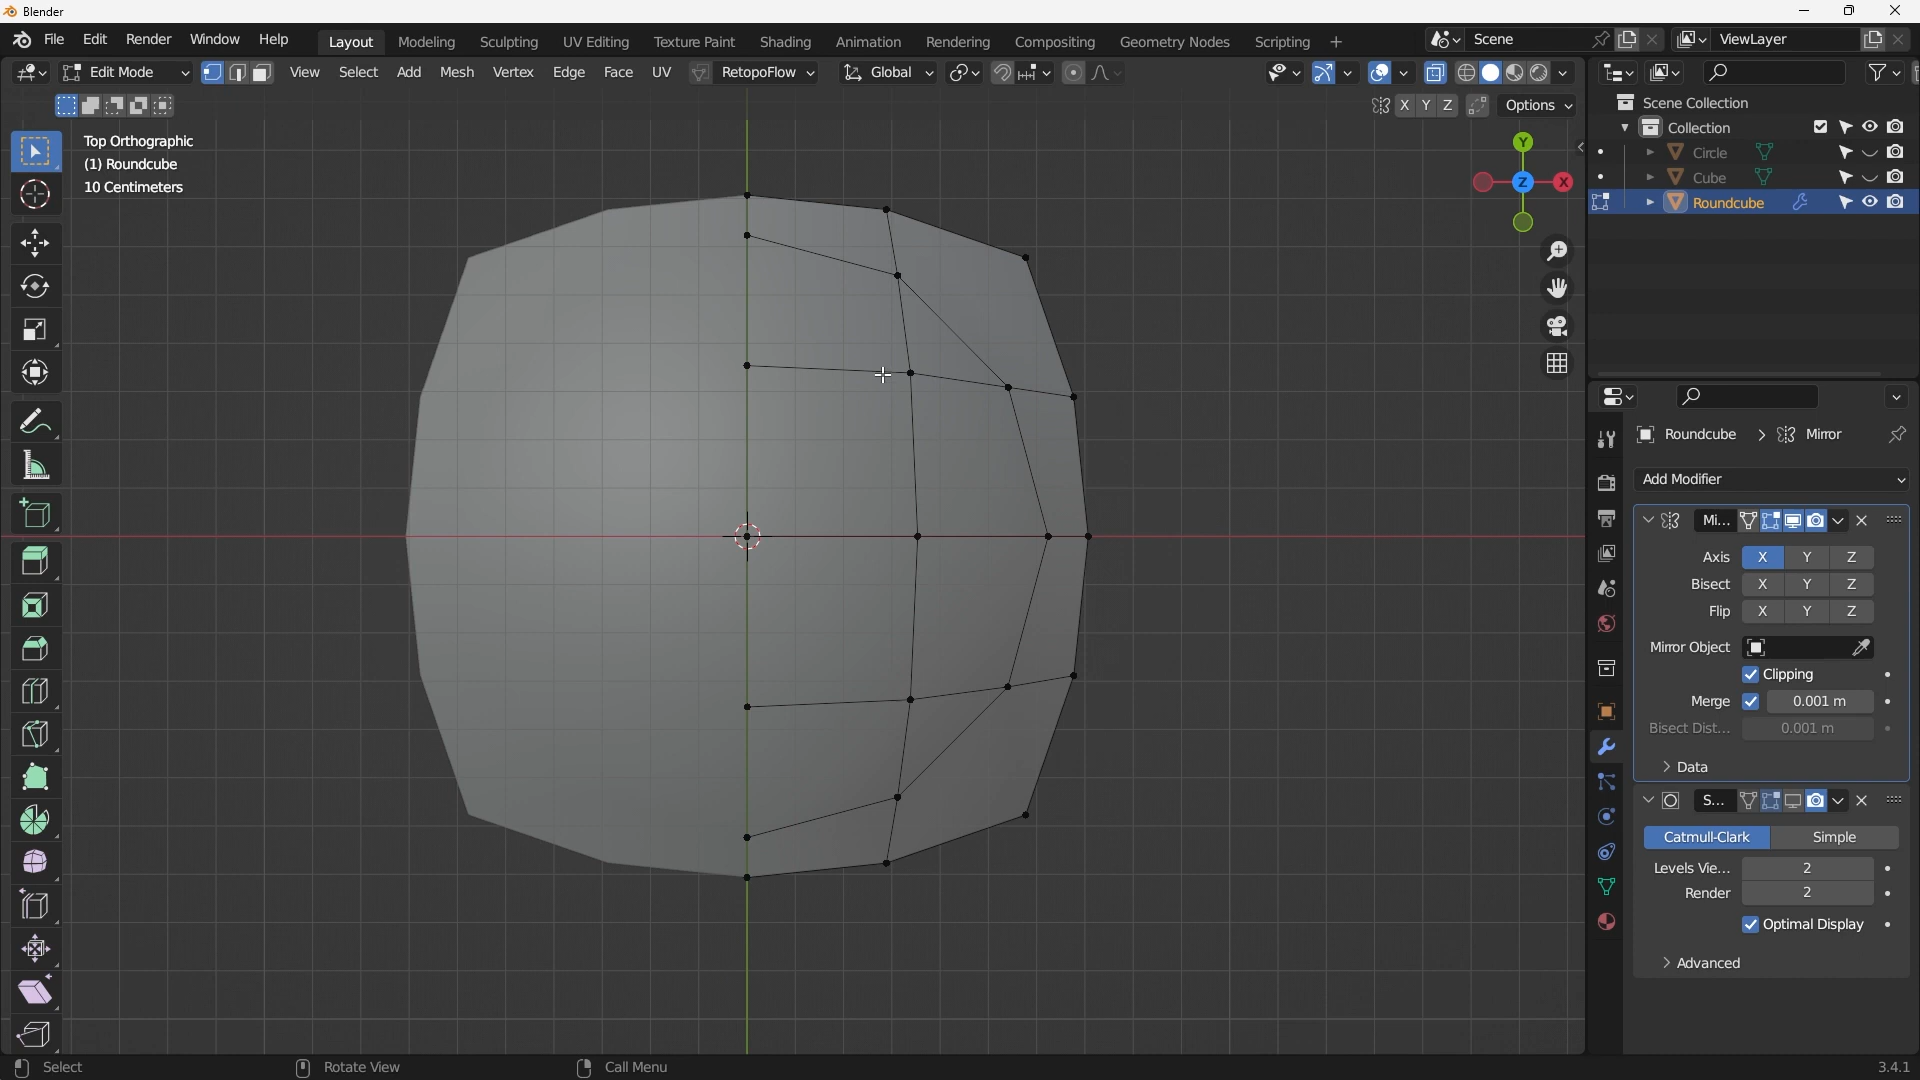 Blender
File Edit Render Window Help Layout Modeling Sculpting UV Editing Texture Paint Shading Animation Rendering Compositing Geometry Nodes Scripting + Scene ViewLayer
Edit Mode View Select Add Mesh Vertex Edge Face UV RetopoFlow Global
X Y Z Options
Top Orthographic
(1) Roundcube
10 Centimeters
Y
Z X
Scene Collection
Collection
Circle
Cube
Roundcube
Roundcube > Mirror
Add Modifier
Mi...
Axis X Y Z
Bisect X Y Z
Flip X Y Z
Mirror Object
Clipping
Merge 0.001 m
Bisect Dist... 0.001 m
Data
S...
Catmull-Clark Simple
Levels Vie... 2
Render 2
Optimal Display
Advanced
Select Rotate View Call Menu 3.4.1